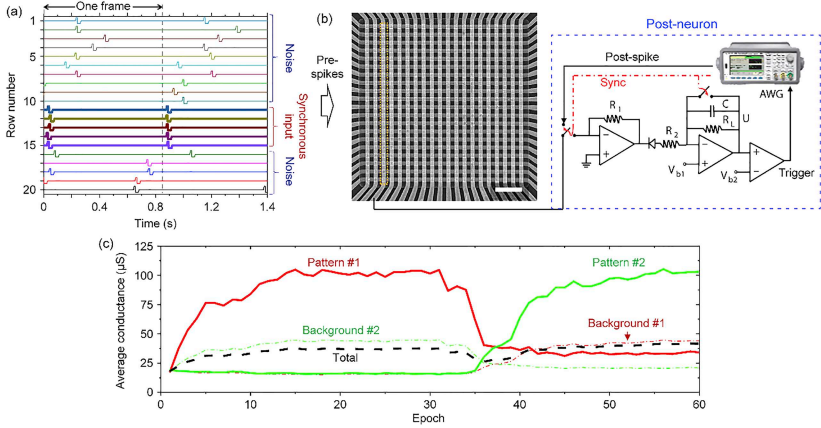 (a)
One frame
1
5
10
15
20
Row number
0
0.4
0.8
1.2
1.4
Time (s)
Noise
Synchronous input
Noise
(b)
Pre-spikes
Post-neuron
Post-spike
Sync
AWG
R1
R2
C
RL
U
Vb1
Vb2
Trigger
(c)
125
100
75
50
25
0
Average conductance (µS)
Pattern #1
Pattern #2
Background #2
Background #1
Total
0
10
20
30
40
50
60
Epoch